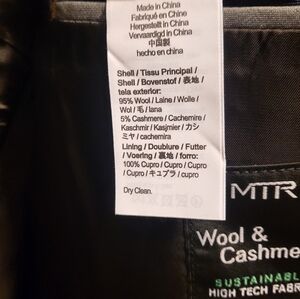 Made in China
Fabriqué en Chine
Hergestellt in China
Vervaardigd in China
中国製
hecho en china
Shell / Tissu Principal /
Shell / Bovenstof / 表地 /
tela exterior:
95% Wool / Laine / Wolle /
Wol / 毛 / lana
5% Cashmere / Cachemire /
Kaschmir / Kasjmier / カシ
ミヤ / cachemira
Lining / Doublure / Futter
/ Voering / 裏地 / forro:
100% Cupro / Cupro / Cupro
/ Cupro / キュプラ / cupro
Dry Clean.
MTR
Wool &
Cashme
SUSTAINABL
HIGH TECH FABR